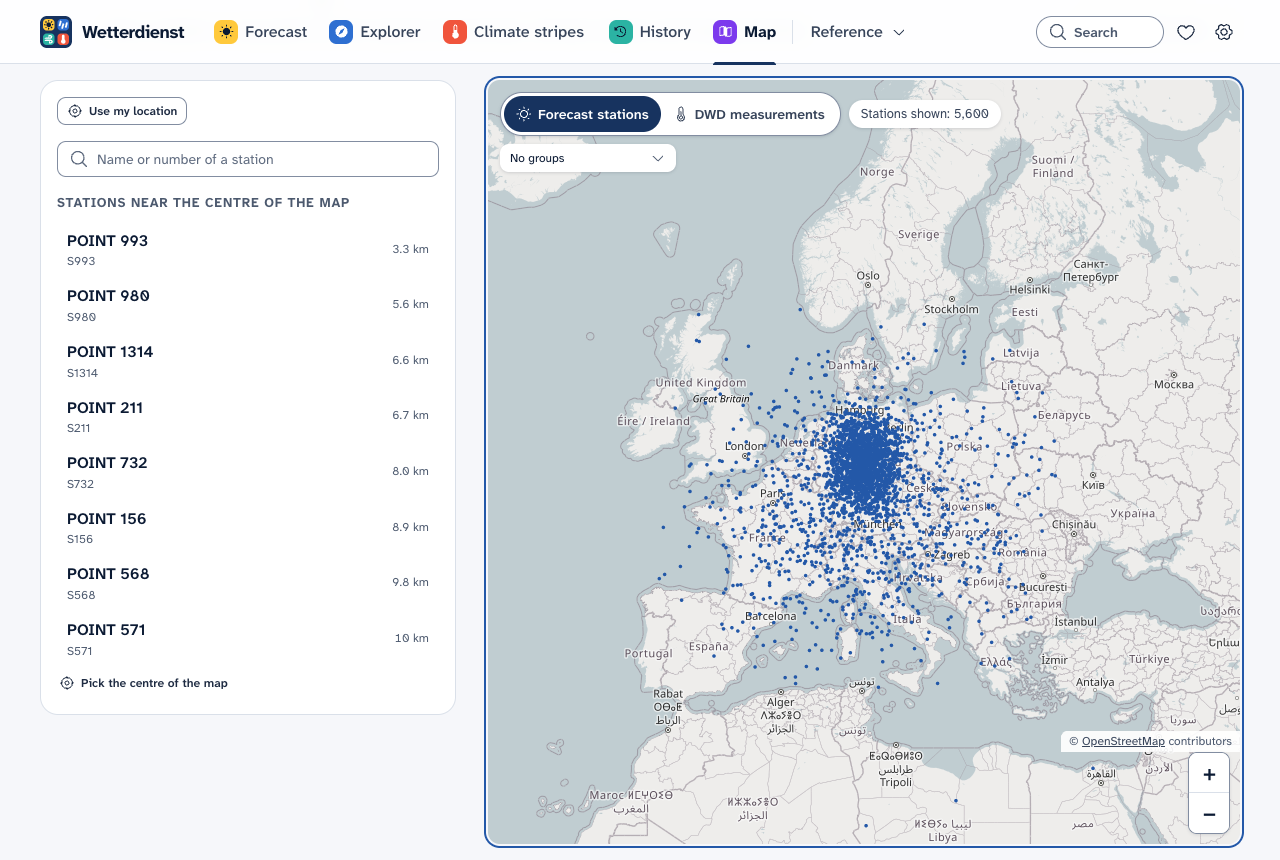 Wetterdienst
Forecast
Explorer
Climate stripes
History
Map
Reference
Search
Use my location
Name or number of a station
STATIONS NEAR THE CENTRE OF THE MAP
POINT 993
S993
3.3 km
POINT 980
S980
5.6 km
POINT 1314
S1314
6.6 km
POINT 211
S211
6.7 km
POINT 732
S732
8.0 km
POINT 156
S156
8.9 km
POINT 568
S568
9.8 km
POINT 571
S571
10 km
Pick the centre of the map
Forecast stations
DWD measurements
Stations shown: 5,600
No groups
Norge
Suomi /
Finland
Sverige
Oslo
Санкт-
Петербург
Helsinki
Stockholm
Eesti
Latvija
Danmark
United Kingdom
Lietuva
Москва
Great Britain
Hamburg
Беларусь
Éire / Ireland
London
Polska
Київ
Paris
Slovensko
Україна
München
Chișinău
France
Magyarország
Zagreb
România
Hrvatska
Србија
București
България
Barcelona
Italia
İstanbul
Portugal
España
Ελλάς
İzmir
Türkiye
تونس
Antalya
Rabat
ⵔⴱⴰⵟ
الرباط
Alger
الجزائر
تونس
سوريا
© OpenStreetMap contributors
طرابلس
Tripoli
القاهرة
الأردن
Maroc ⵍⵎⵖⵔⵉⴱ
المغرب
الجزائر
ليبيا
Libya
مصر
+
−